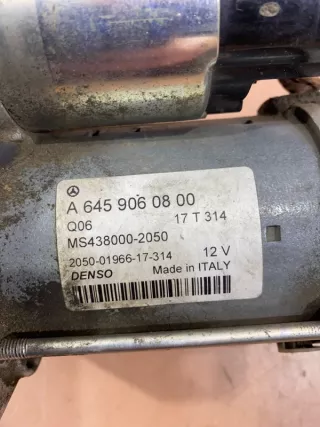 A 645 906 08 00
Q06 17 T 314
MS438000-2050
2050-01966-17-314 12 V
DENSO Made in ITALY